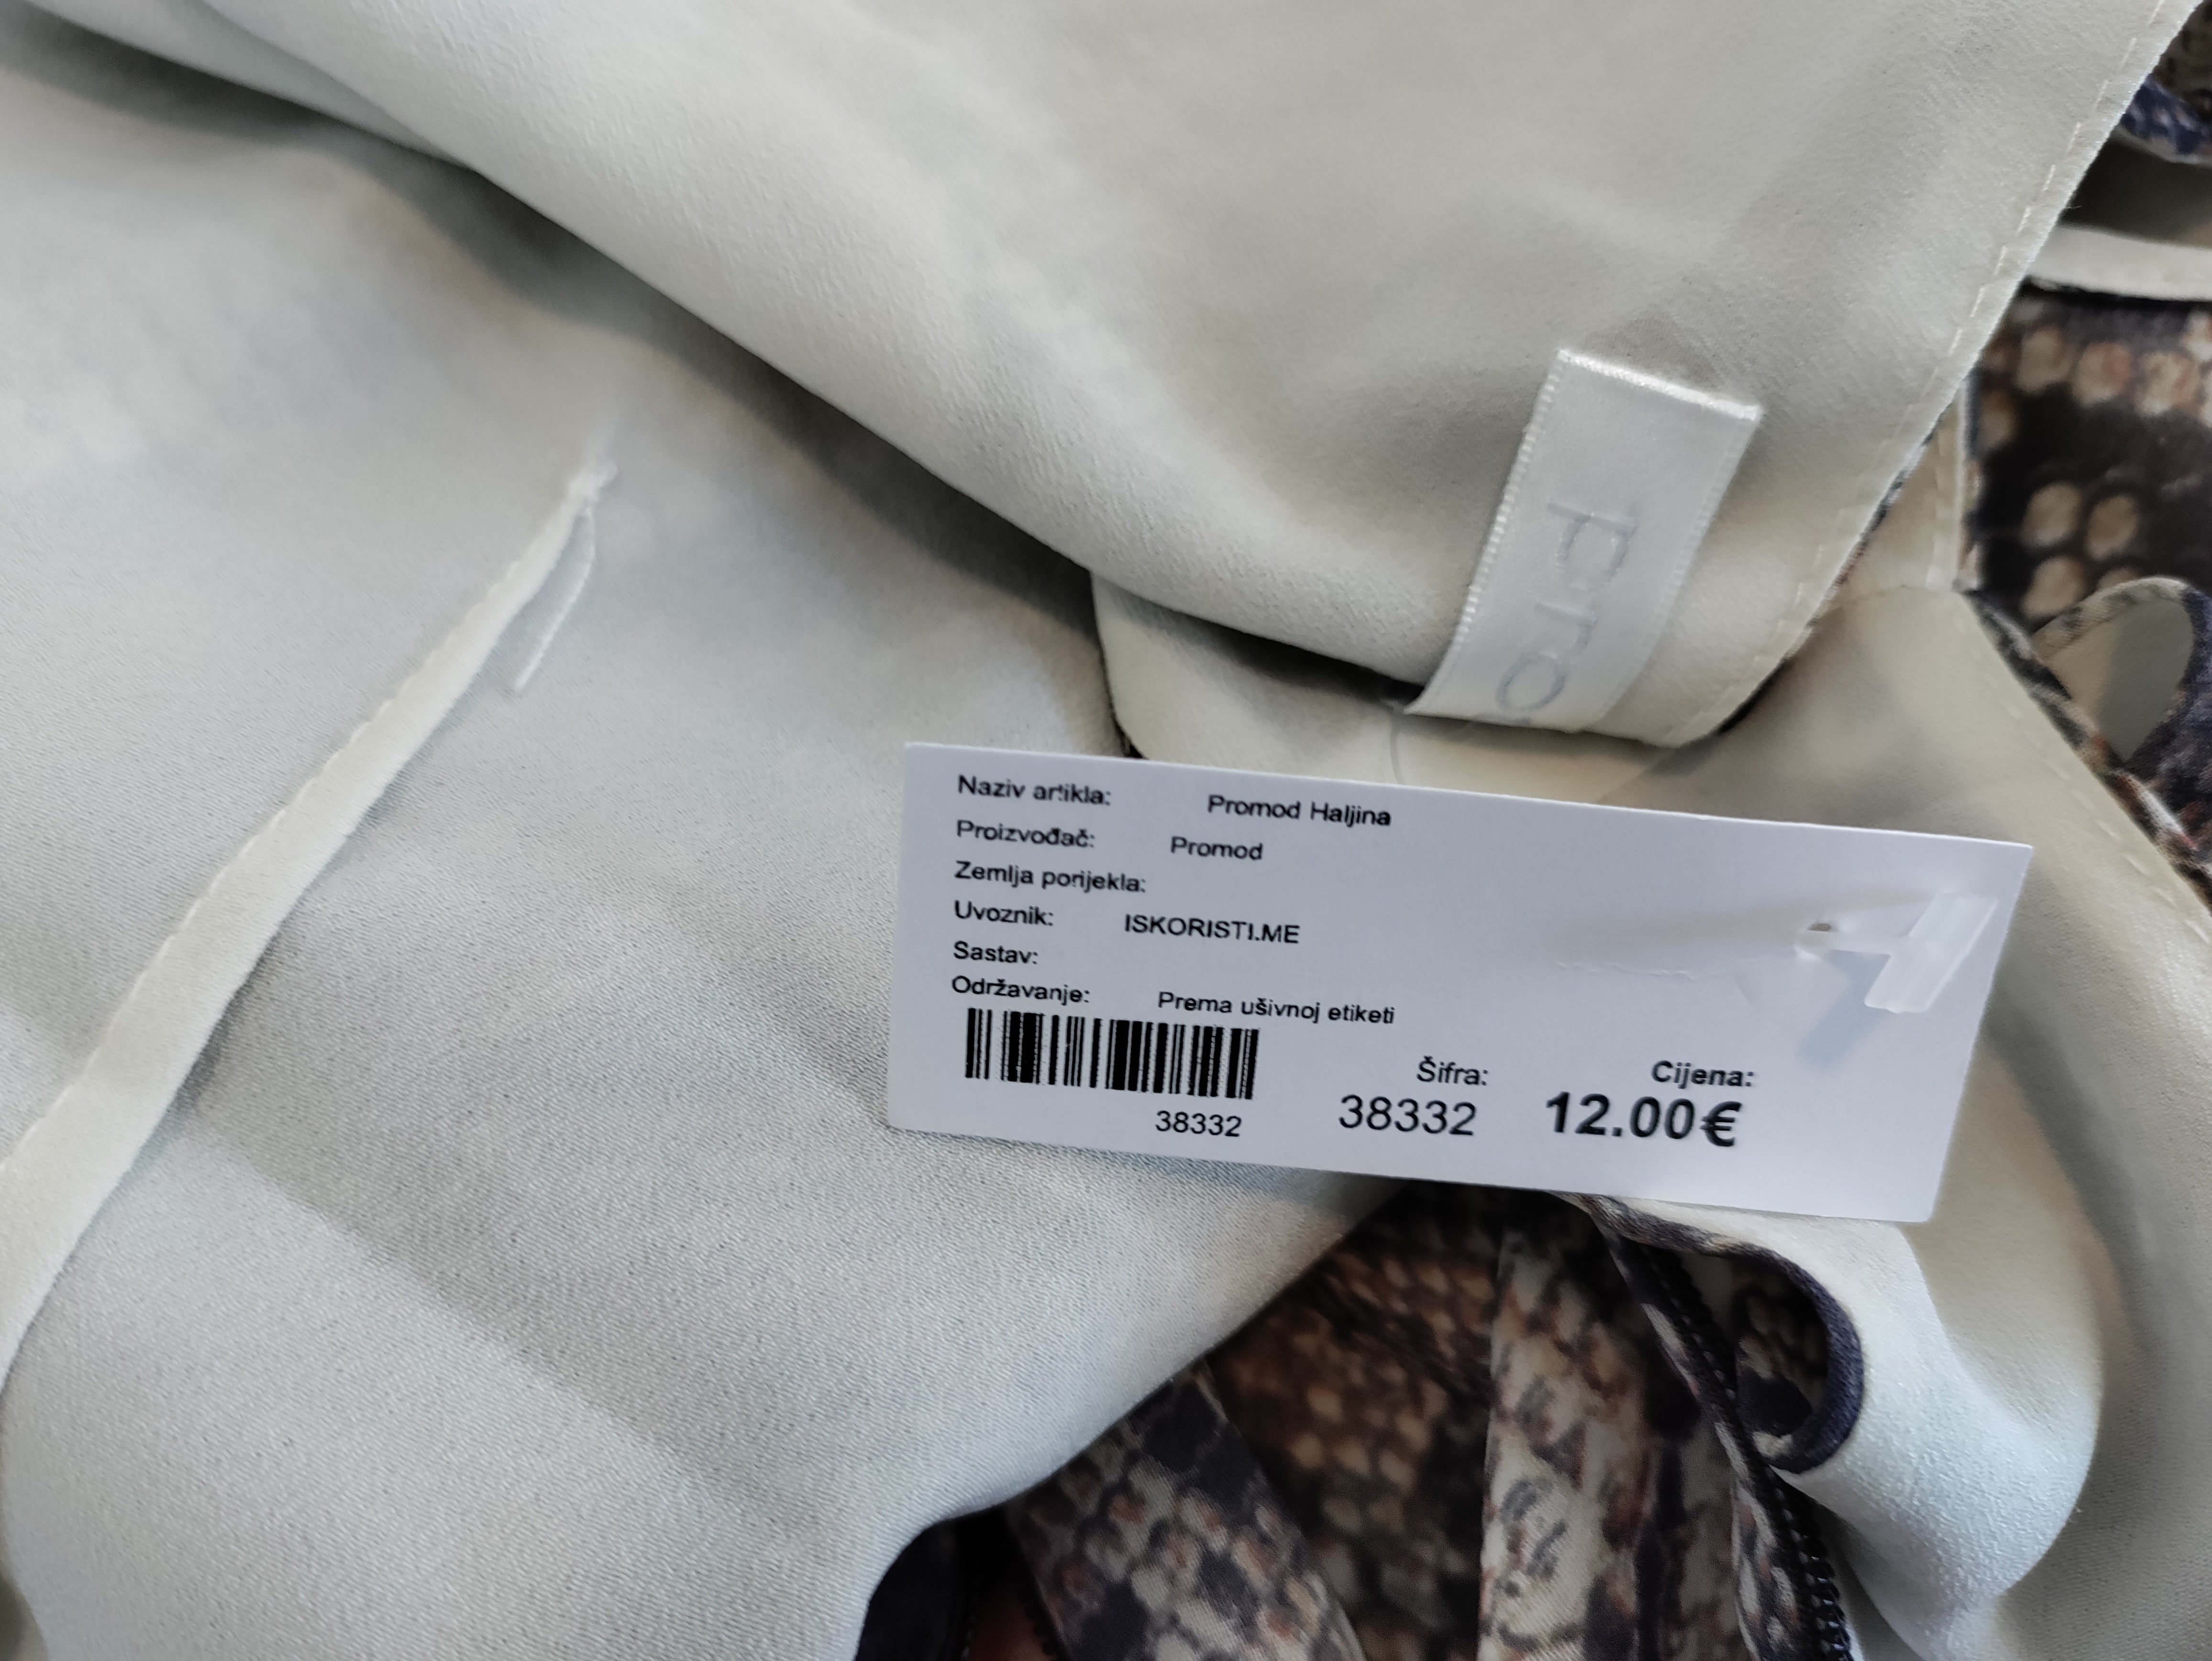 pro
Naziv artikla: Promod Haljina
Proizvođač: Promod
Zemlja porijekla:
Uvoznik: ISKORISTI.ME
Sastav:
Održavanje: Prema ušivnoj etiketi
Šifra: Cijena:
38332 38332 12.00€